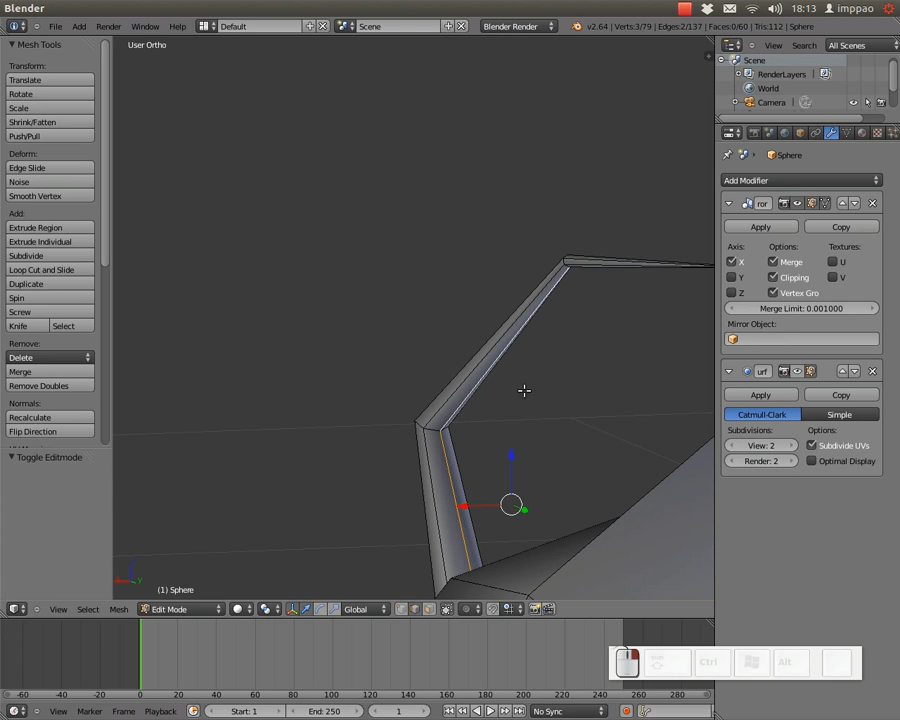 Blender
18:13
imppao
File Add Render Window Help
Default
Scene
Blender Render
v2.64 | Verts:3/79 | Edges:2/137 | Faces:0/60 | Tris:112 | Sphere
Mesh Tools
User Ortho
View Search All Scenes
Scene
RenderLayers
World
Camera
Transform:
Translate
Rotate
Scale
Shrink/Fatten
Push/Pull
Deform:
Edge Slide
Noise
Smooth Vertex
Add:
Extrude Region
Extrude Individual
Subdivide
Loop Cut and Slide
Duplicate
Spin
Screw
Knife Select
Remove:
Delete
Merge
Remove Doubles
Normals:
Recalculate
Flip Direction
Toggle Editmode
Sphere
Add Modifier
ror
Apply Copy
Axis: Options: Textures:
X Merge U
Y Clipping V
Z Vertex Gro
Merge Limit: 0.001000
Mirror Object:
urf
Apply Copy
Catmull-Clark Simple
Subdivisions: Options:
View: 2 Subdivide UVs
Render: 2 Optimal Display
(1) Sphere
View Select Mesh Edit Mode Global
Ctrl Alt
-60 -40 -20 0 20 40 60 80 100 120 140 160 180 200 220 240 260 280
View Marker Frame Playback Start: 1 End: 250 1 No Sync